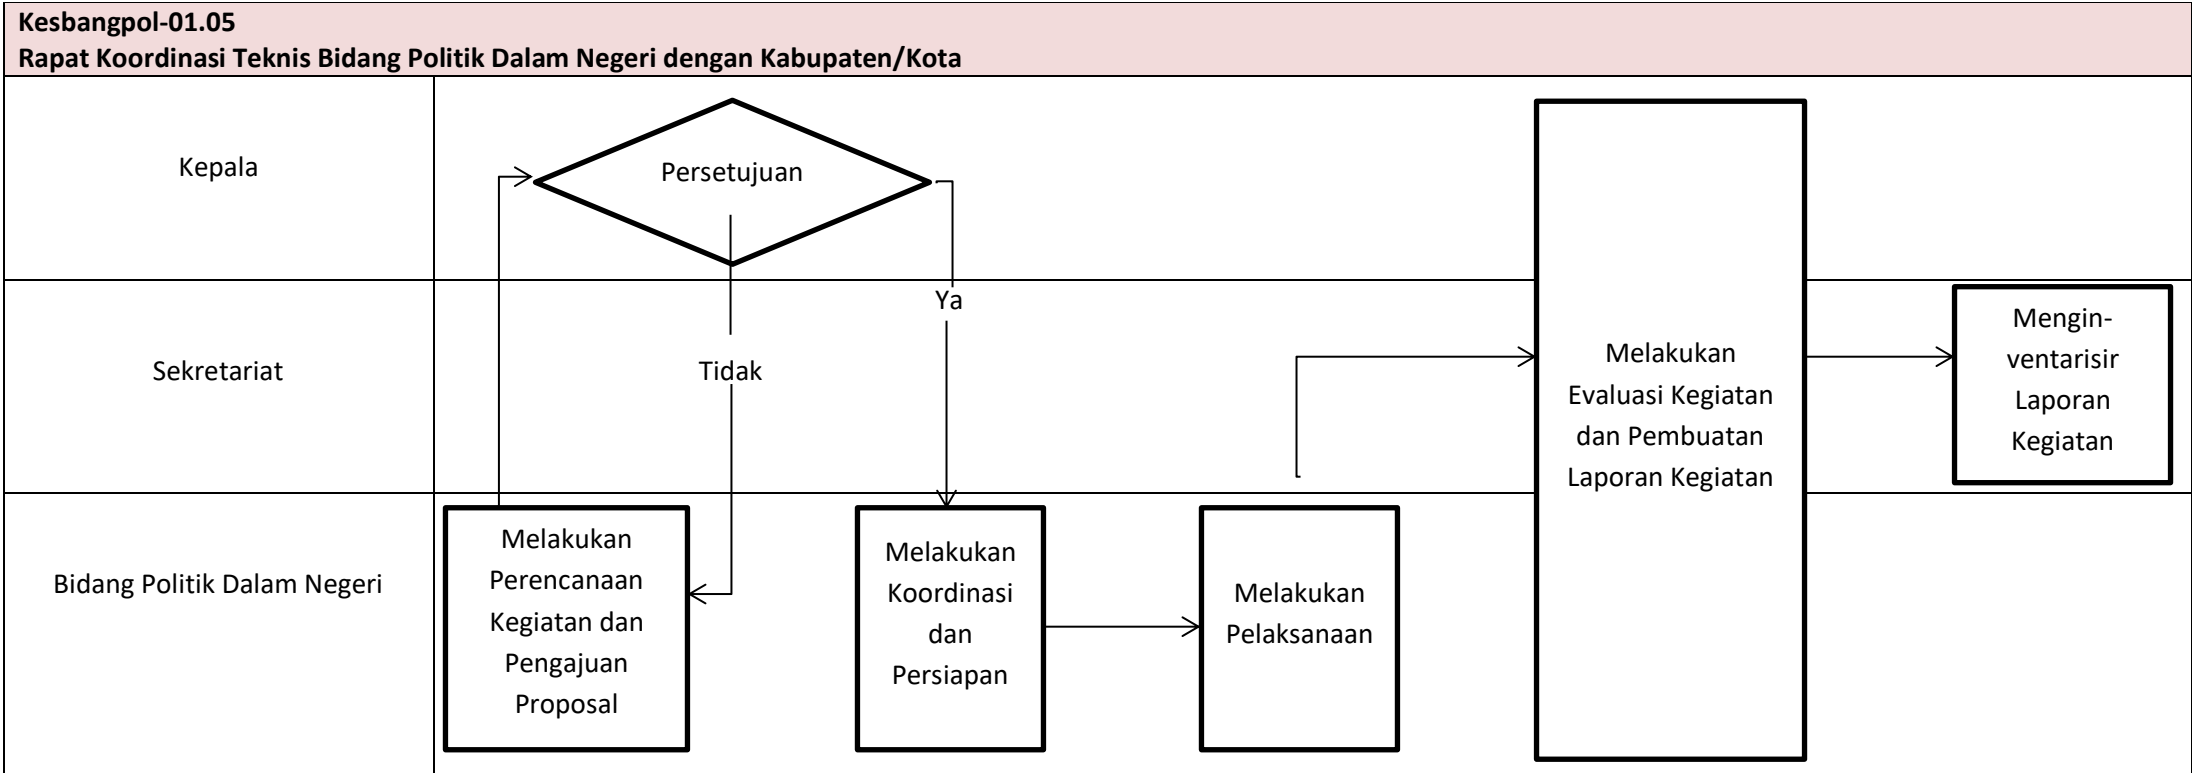 Kesbangpol-01.05
Rapat Koordinasi Teknis Bidang Politik Dalam Negeri dengan Kabupaten/Kota
Kepala
Persetujuan
Sekretariat
Ya
Tidak
Melakukan
Evaluasi Kegiatan
dan Pembuatan
Laporan Kegiatan
Mengin-
ventarisir
Laporan
Kegiatan
Bidang Politik Dalam Negeri
Melakukan
Perencanaan
Kegiatan dan
Pengajuan
Proposal
Melakukan
Koordinasi
dan
Persiapan
Melakukan
Pelaksanaan